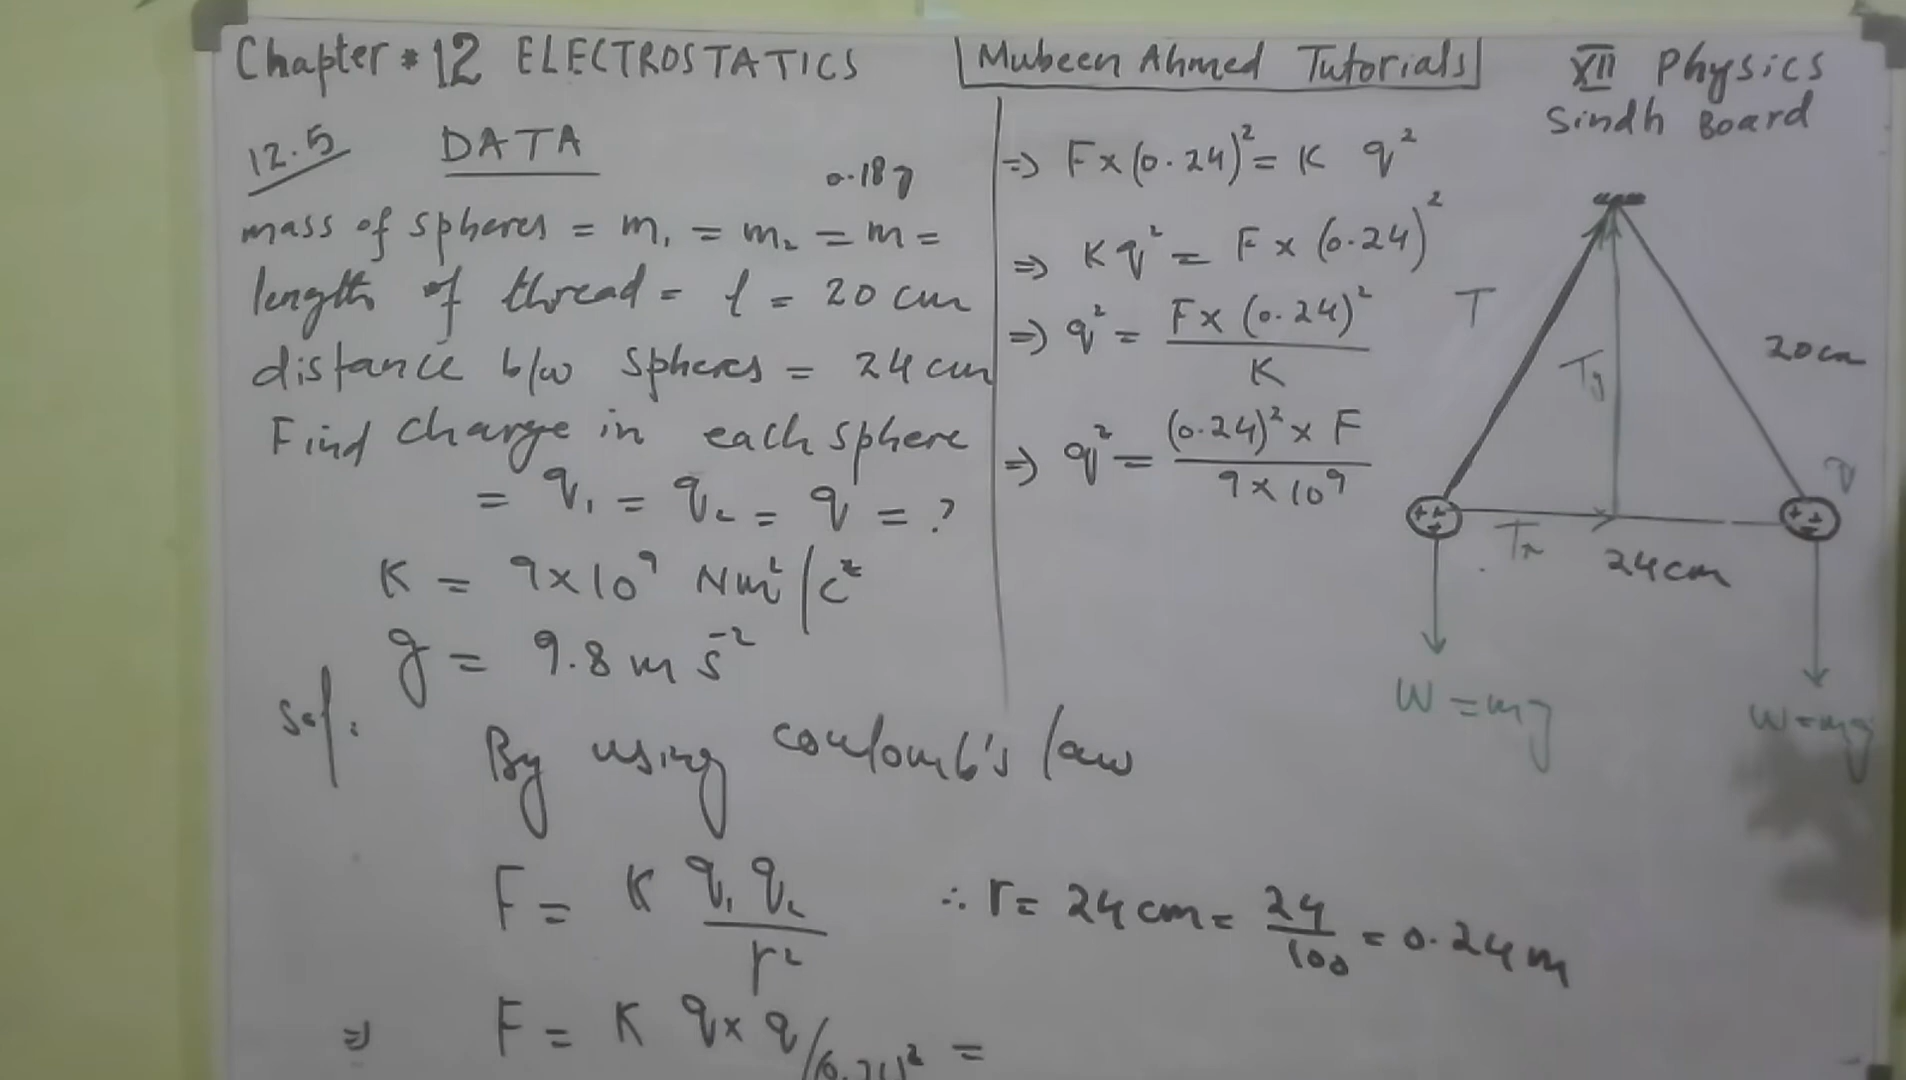 Chapter # 12 ELECTROSTATICS
Mubeen Ahmed Tutorials
XII Physics
Sindh Board
12.5 DATA
0.18g
mass of spheres = m₁ = m₂ = m =
length of thread = l = 20 cm
distance b/w spheres = 24 cm
Find charge in each sphere
= q₁ = q₂ = q = ?
K = 9×10⁹ Nm²/c²
g = 9.8 m s⁻²
Sol:
By using coulomb's law
F = K q₁ q₂ / r²
∴ r = 24 cm = 24/100 = 0.24 m
⇒ F = K q × q/(0.24)² =
⇒ F × (0.24)² = K q²
⇒ K q² = F × (0.24)²
⇒ q² = F × (0.24)² / K
⇒ q² = (0.24)² × F / 9×10⁹
T
Ty
20cm
q
++
++
Tx
24cm
W = mg
W = mg